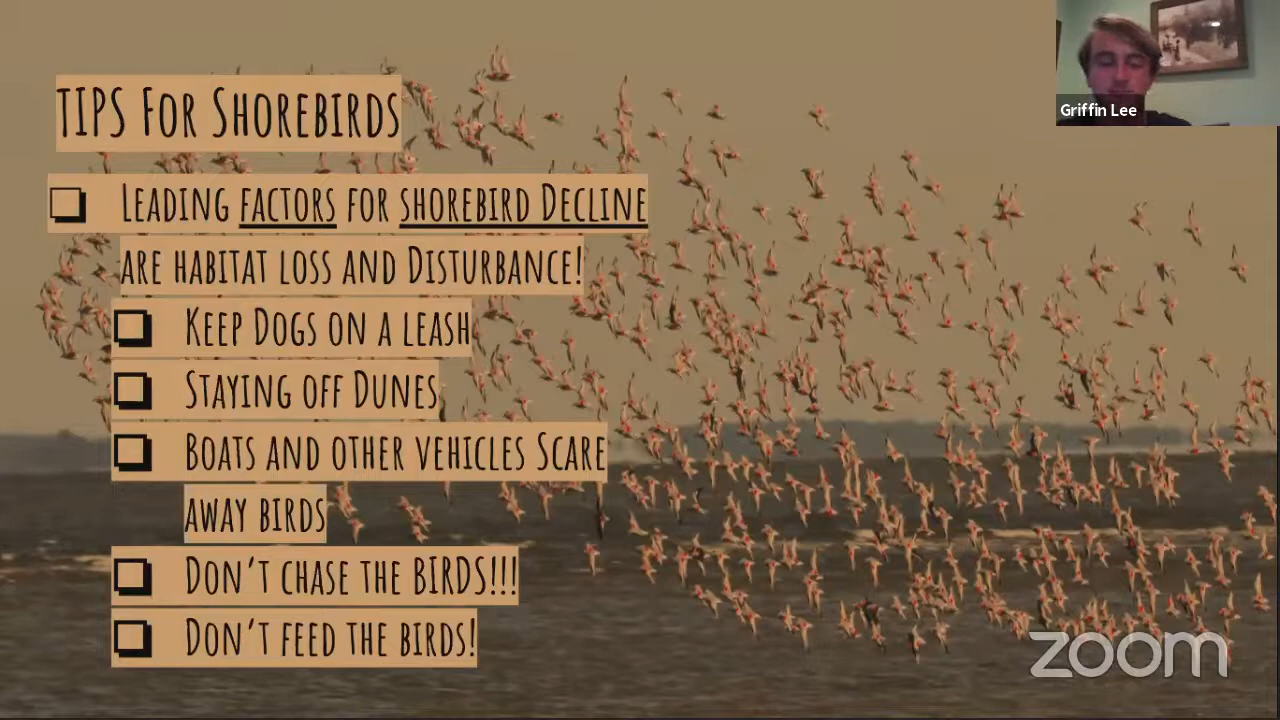 TIPS For Shorebirds
Leading factors for shorebird Decline
are habitat loss and Disturbance!
Keep Dogs on a leash
Staying off Dunes
Boats and other vehicles Scare
away birds
Don't chase the BIRDS!!!
Don't feed the birds!
Griffin Lee
zoom